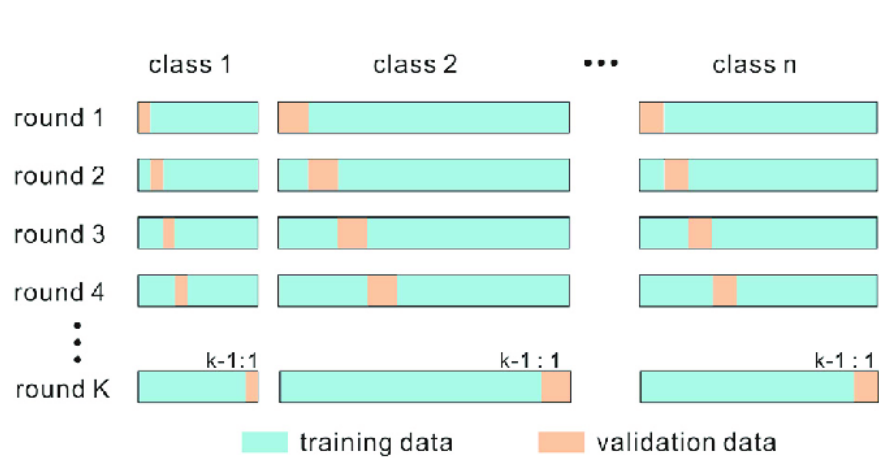 class 1 class 2 ••• class n
round 1
round 2
round 3
round 4
k-1:1 k-1 : 1 k-1 : 1
round K
training data validation data